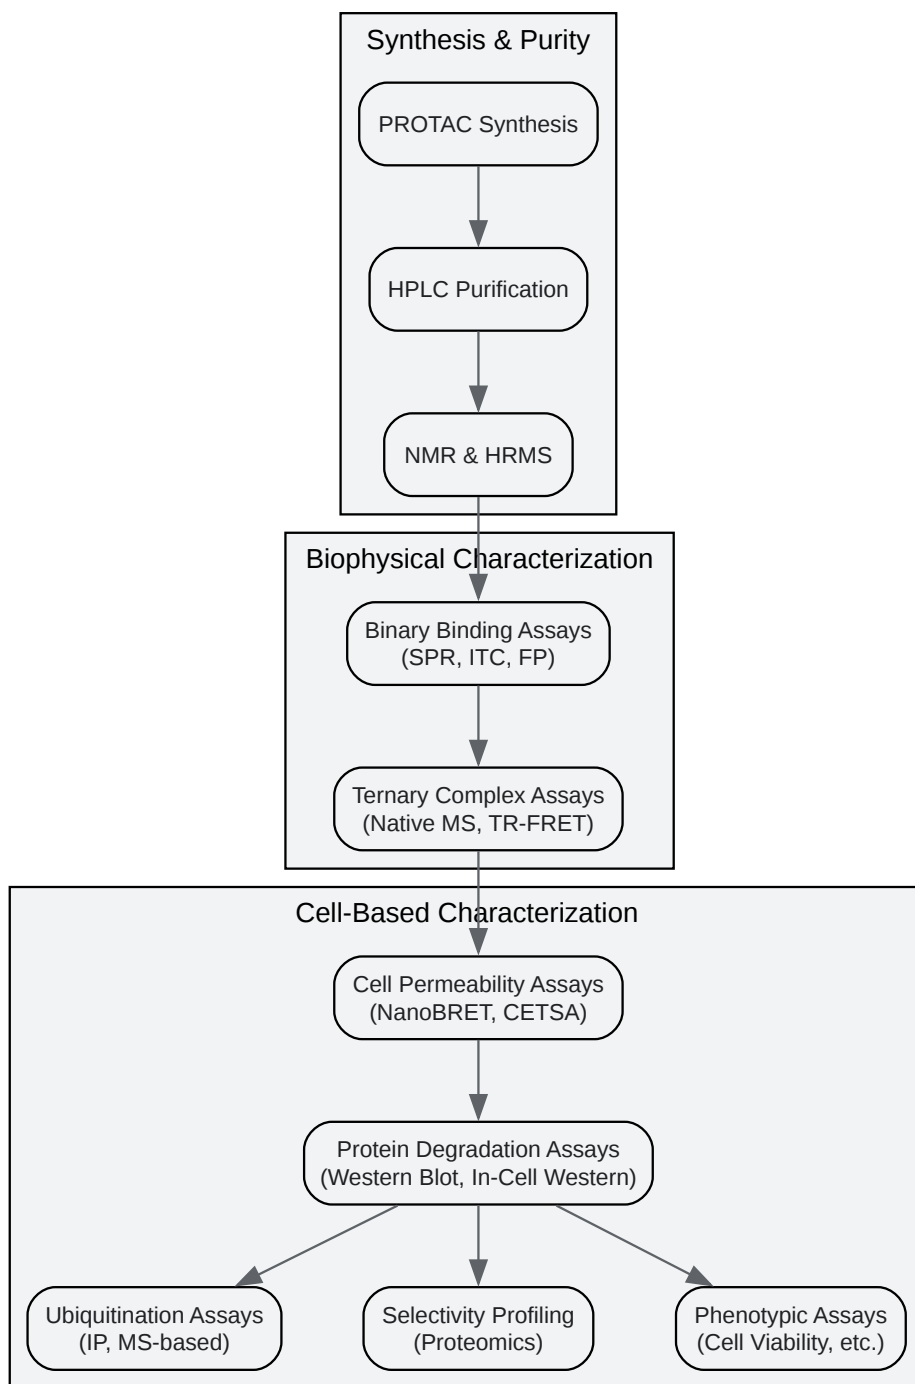 Synthesis & Purity
PROTAC Synthesis
HPLC Purification
NMR & HRMS
Biophysical Characterization
Binary Binding Assays
(SPR, ITC, FP)
Ternary Complex Assays
(Native MS, TR-FRET)
Cell-Based Characterization
Cell Permeability Assays
(NanoBRET, CETSA)
Protein Degradation Assays
(Western Blot, In-Cell Western)
Ubiquitination Assays
(IP, MS-based)
Selectivity Profiling
(Proteomics)
Phenotypic Assays
(Cell Viability, etc.)